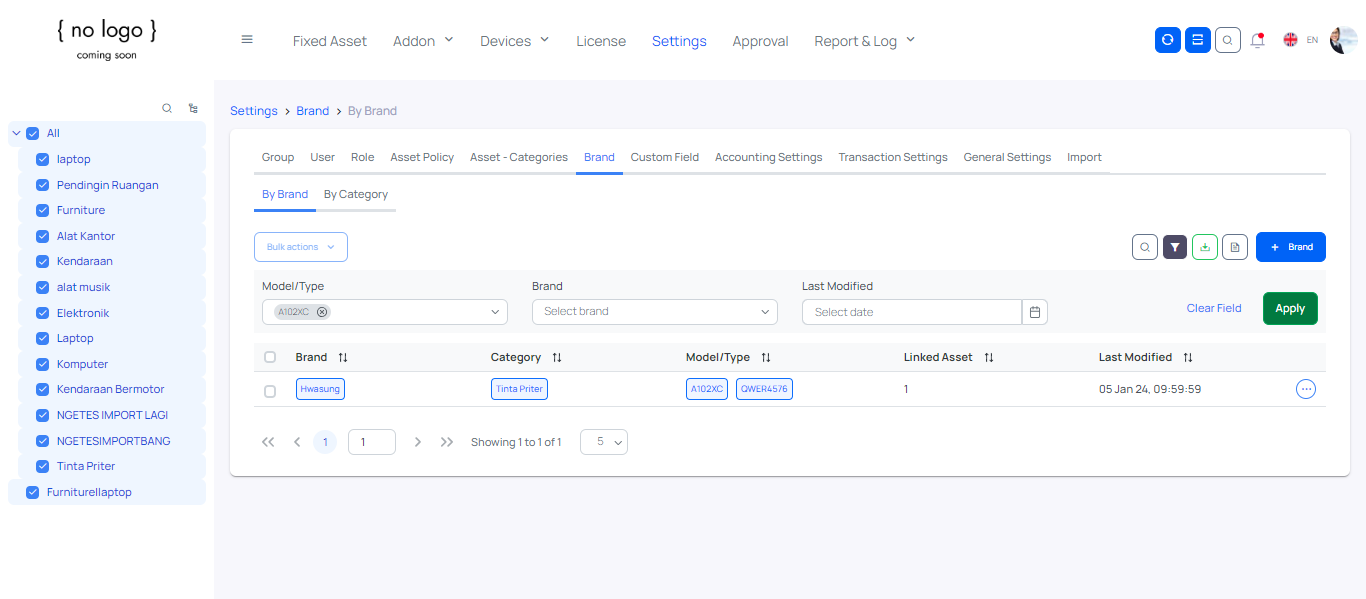 { no logo }
coming soon
Fixed Asset Addon Devices License Settings Approval Report & Log EN
Settings > Brand > By Brand
All
laptop
Pendingin Ruangan
Furniture
Alat Kantor
Kendaraan
alat musik
Elektronik
Laptop
Komputer
Kendaraan Bermotor
NGETES IMPORT LAGI
NGETESIMPORTBANG
Tinta Priter
Furniturellaptop
Group User Role Asset Policy Asset - Categories Brand Custom Field Accounting Settings Transaction Settings General Settings Import
By Brand By Category
Bulk actions + Brand
Model/Type Brand Last Modified
A102XC Select brand Select date Clear Field Apply
Brand Category Model/Type Linked Asset Last Modified
Hwasung Tinta Priter A102XC QWER4576 1 05 Jan 24, 09:59:59
1 1 Showing 1 to 1 of 1 5